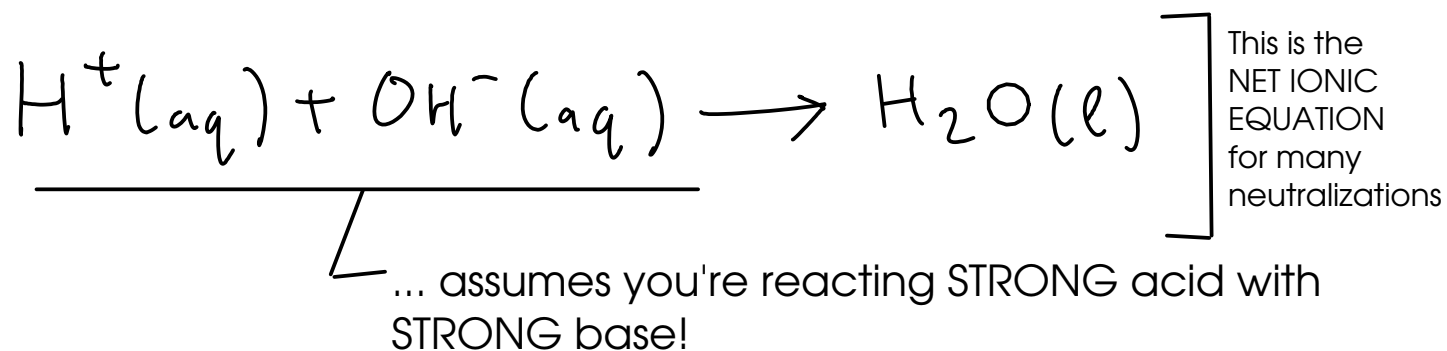 H⁺(aq) + OH⁻(aq) → H₂O(l)
This is the
NET IONIC
EQUATION
for many
neutralizations
... assumes you're reacting STRONG acid with
STRONG base!